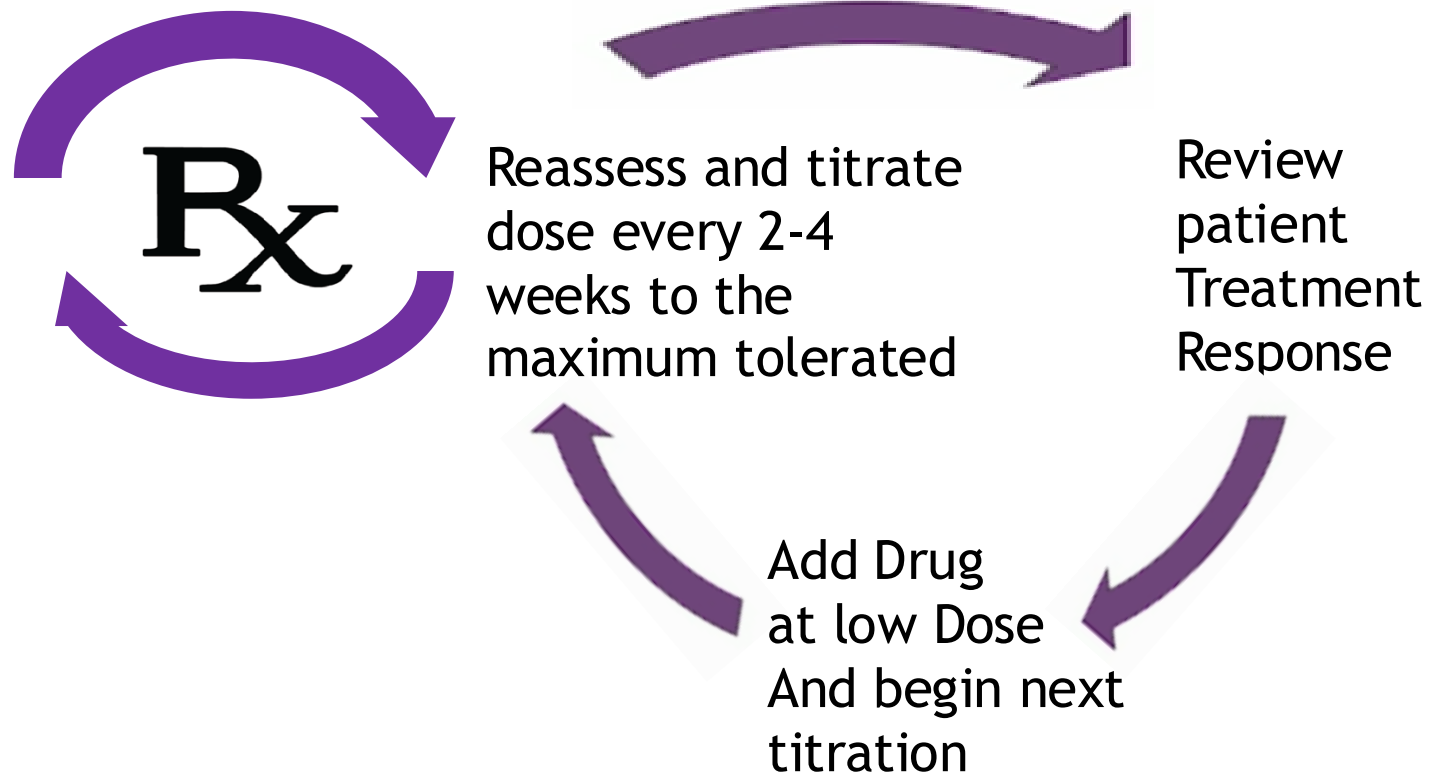 Rx
Reassess and titrate
dose every 2-4
weeks to the
maximum tolerated
Review
patient
Treatment
Response
Add Drug
at low Dose
And begin next
titration